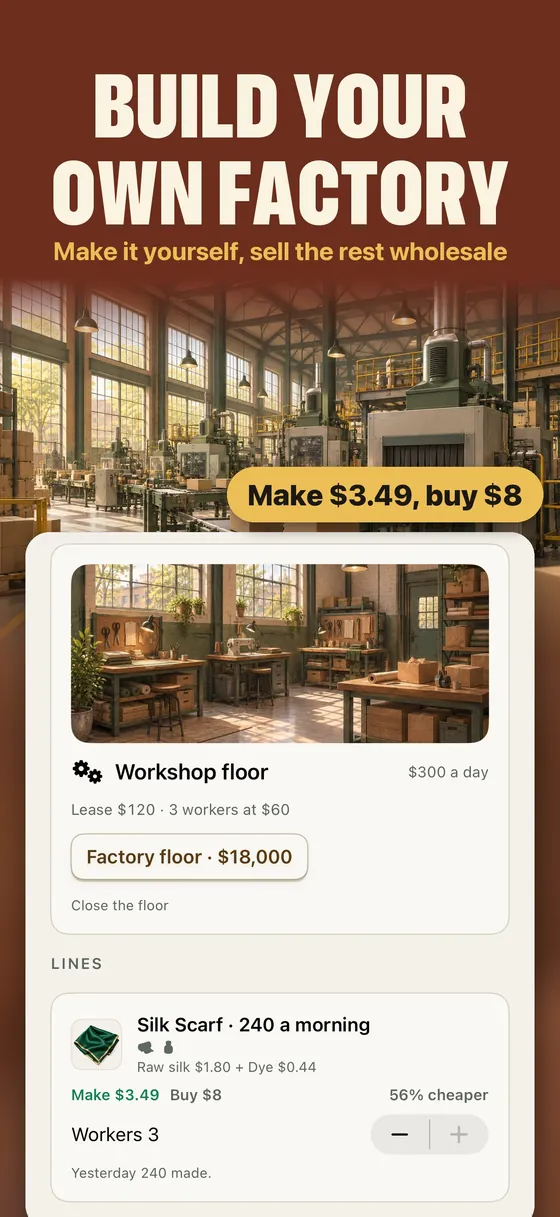 BUILD YOUR
OWN FACTORY
Make it yourself, sell the rest wholesale
Make $3.49, buy $8
Workshop floor
$300 a day
Lease $120 · 3 workers at $60
Factory floor · $18,000
Close the floor
LINES
Silk Scarf · 240 a morning
Raw silk $1.80 + Dye $0.44
Make $3.49 Buy $8
56% cheaper
Workers 3
Yesterday 240 made.